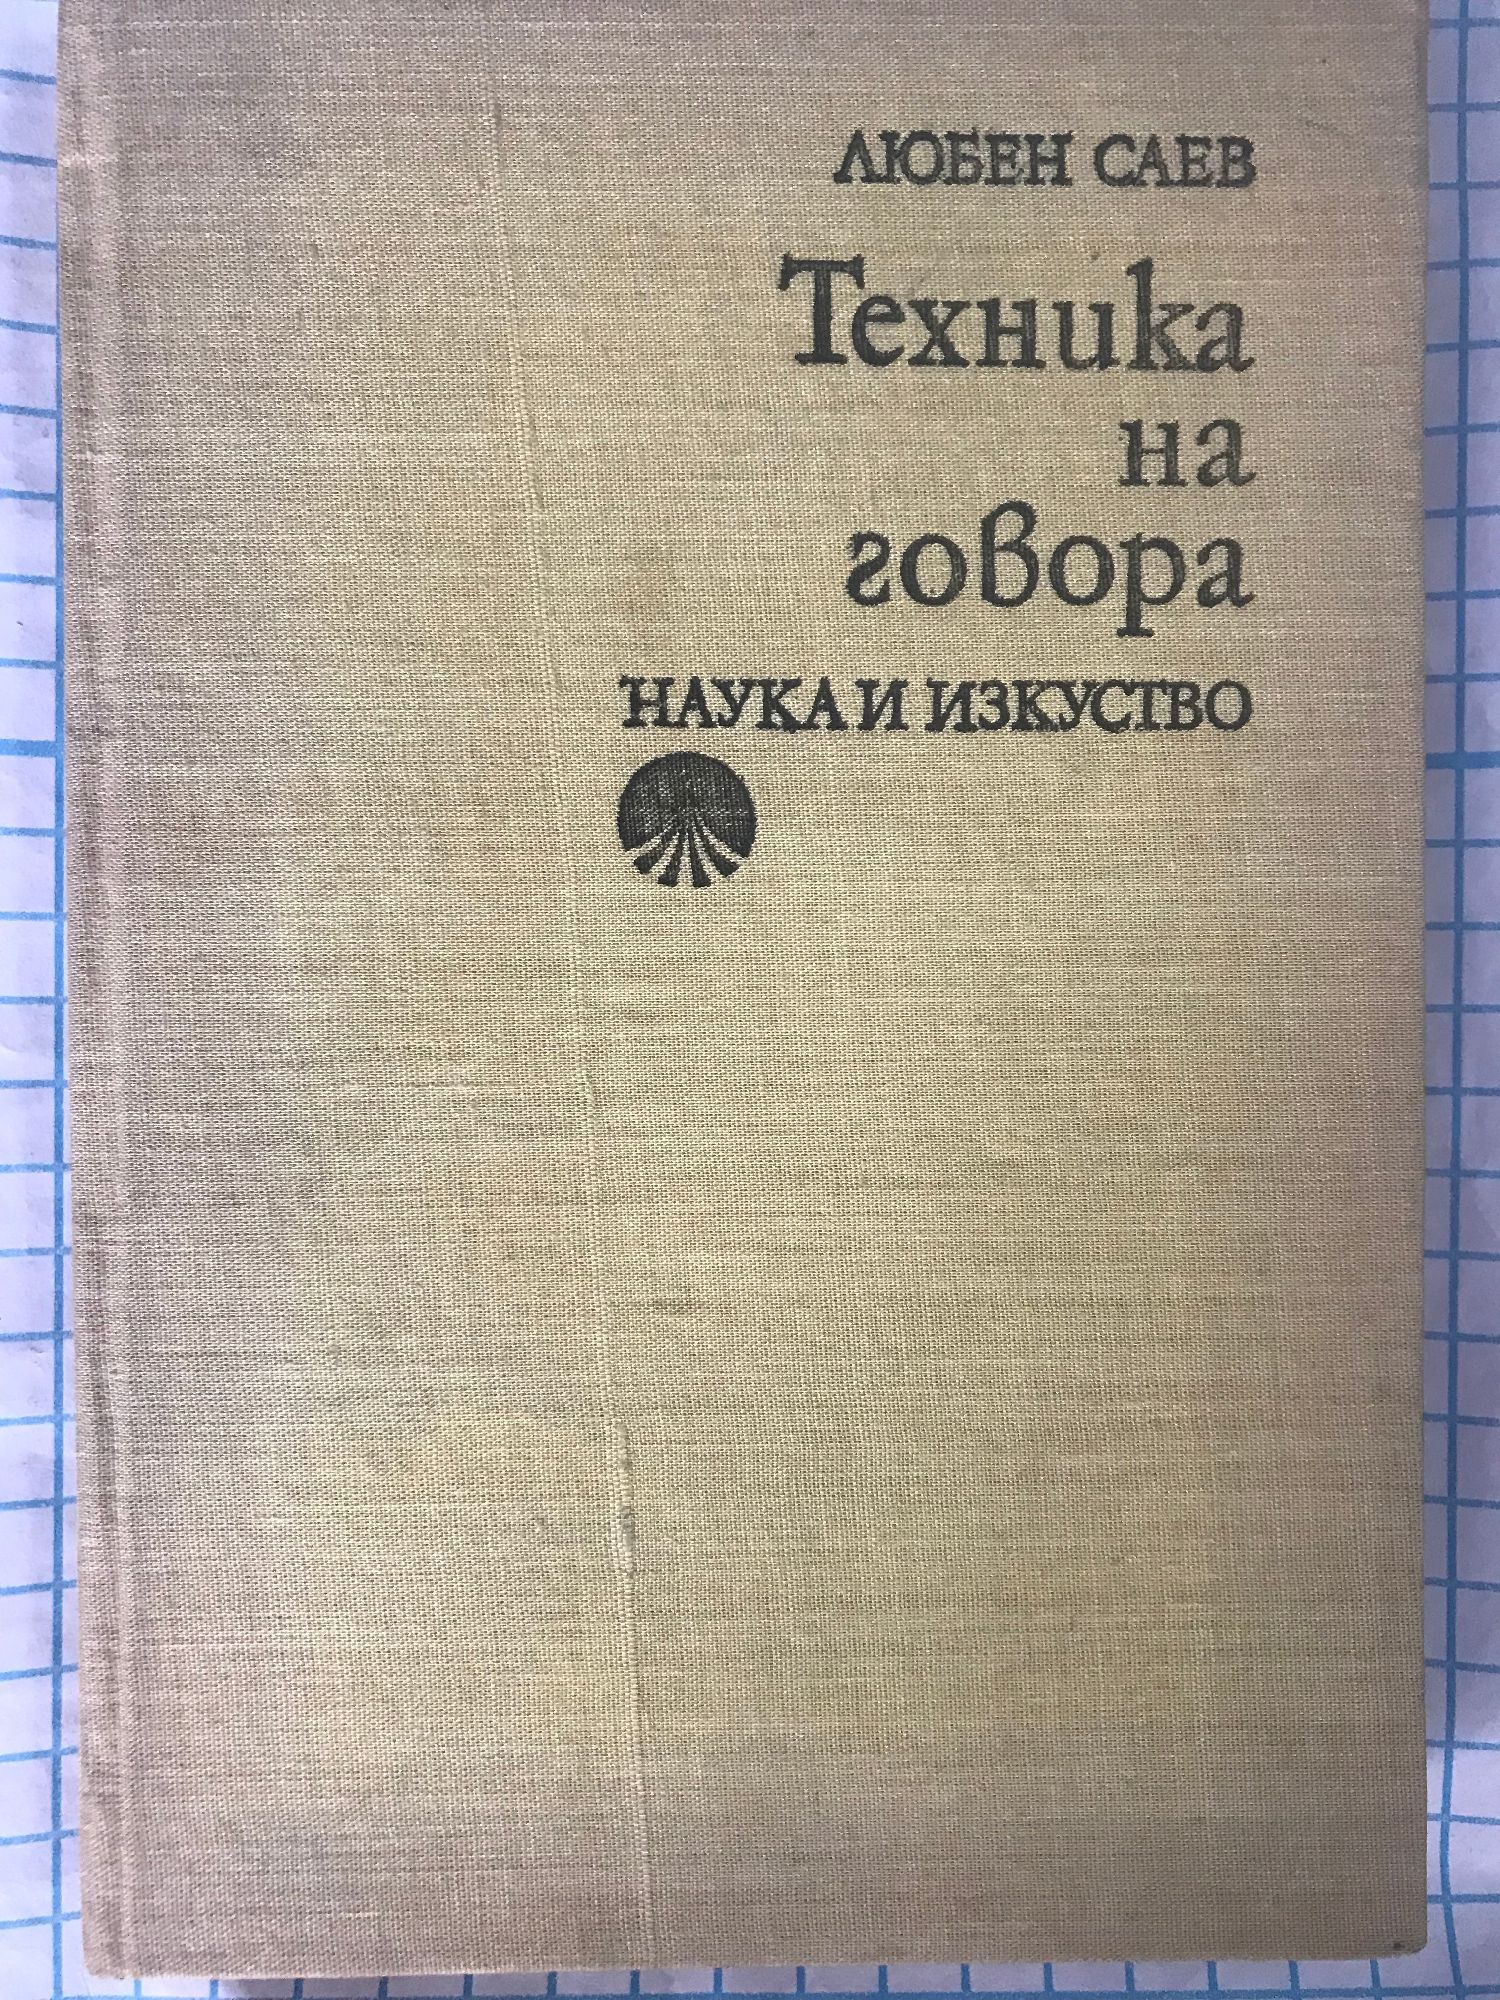 ЛЮБЕН САЕВ
Техника
на
говора
НАУКА И ИЗКУСТВО